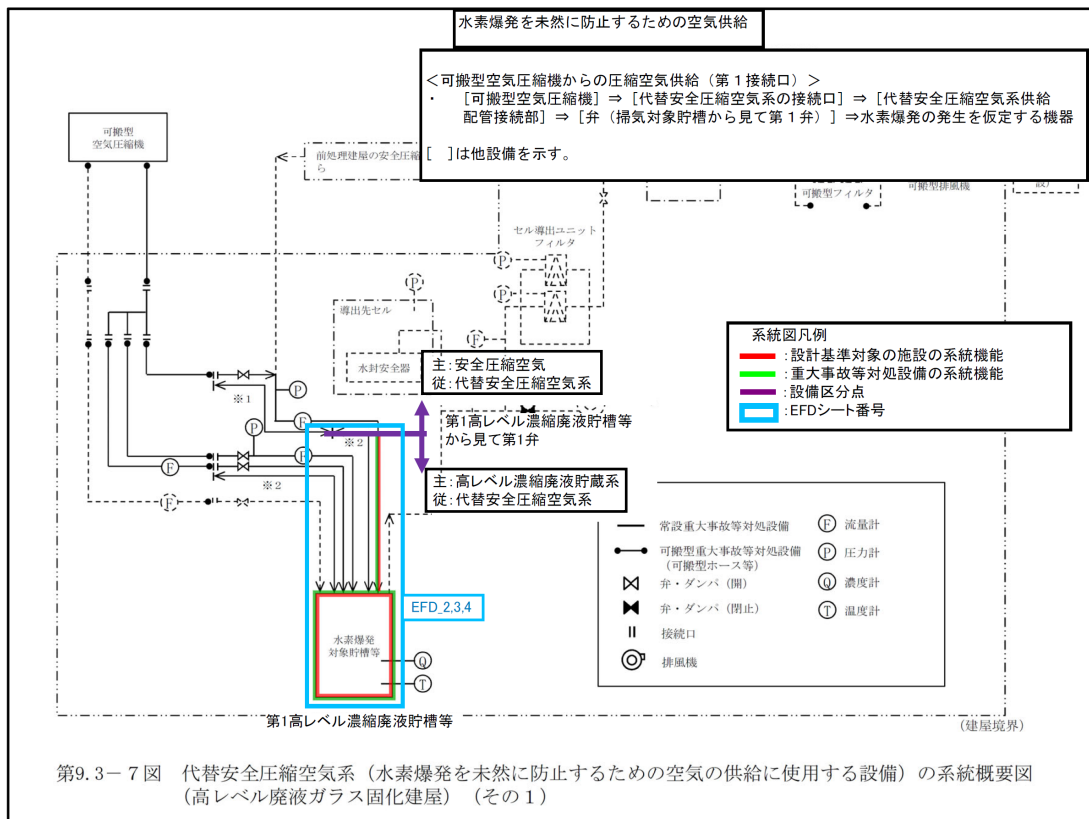 水素爆発を未然に防止するための空気供給
＜可搬型空気圧縮機からの圧縮空気供給（第１接続口）＞
・ ［可搬型空気圧縮機］⇒［代替安全圧縮空気系の接続口］⇒［代替安全圧縮空気系供給
配管接続部］⇒［弁（掃気対象貯槽から見て第１弁）］⇒水素爆発の発生を仮定する機器
［ ］は他設備を示す。
可搬型
空気圧縮機
前処理建屋の安全圧縮
ら
可搬型フィルタ
可搬型排風機
設）
セル導出ユニット
フィルタ
P
P
P
F
導出先セル
水封安全器
系統図凡例
：設計基準対象の施設の系統機能
：重大事故等対処設備の系統機能
：設備区分点
：EFDシート番号
主：安全圧縮空気
従：代替安全圧縮空気系
第1高レベル濃縮廃液貯槽等
から見て第1弁
主：高レベル濃縮廃液貯蔵系
従：代替安全圧縮空気系
※1
P
F
※2
P
F
F
※2
F
EFD_2,3,4
水素爆発
対象貯槽等
Q
T
第1高レベル濃縮廃液貯槽等
常設重大事故等対処設備
可搬型重大事故等対処設備
（可搬型ホース等）
弁・ダンパ（開）
弁・ダンパ（閉止）
接続口
排風機
F 流量計
P 圧力計
Q 濃度計
T 温度計
（建屋境界）
第9.3－7図 代替安全圧縮空気系（水素爆発を未然に防止するための空気の供給に使用する設備）の系統概要図
（高レベル廃液ガラス固化建屋）（その１）